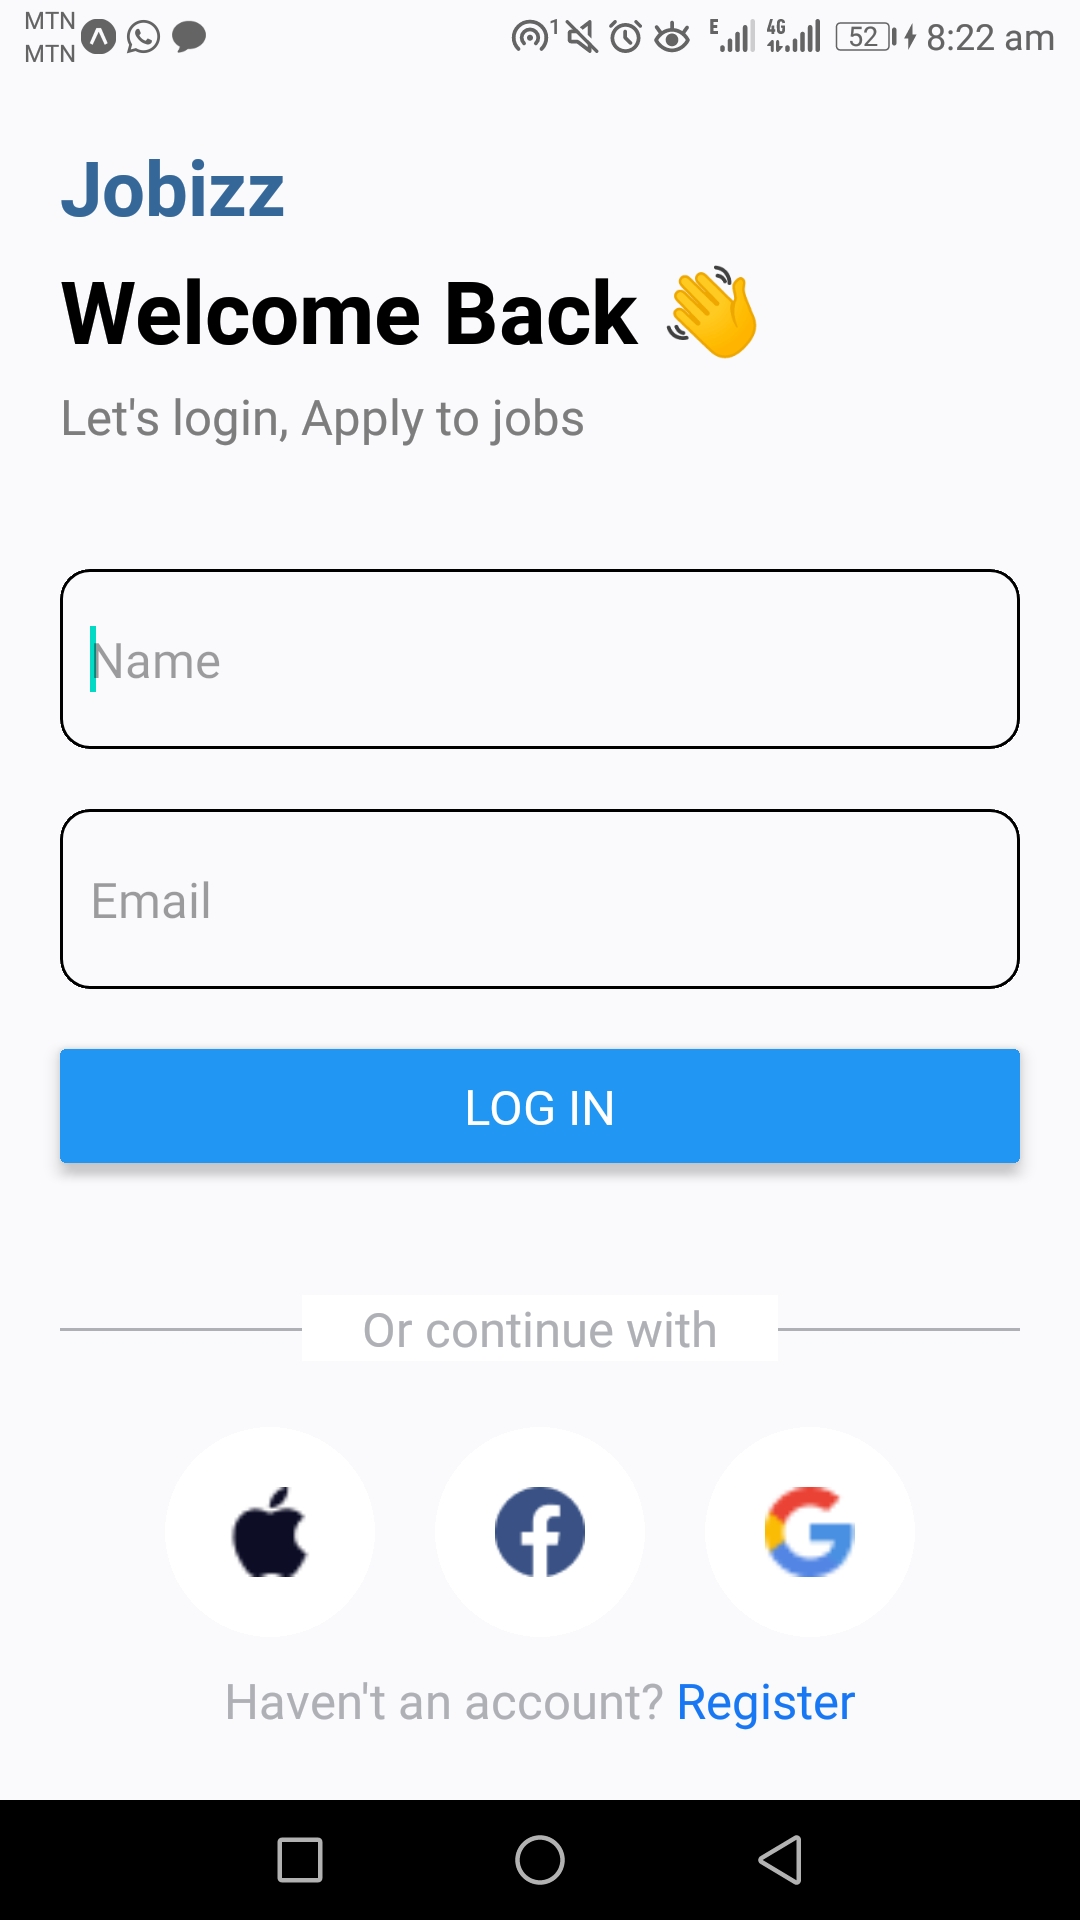 MTN
MTN
1 E 4G 52 8:22 am
Jobizz
Welcome Back 👋
Let's login, Apply to jobs
Name
Email
LOG IN
Or continue with
Haven't an account? Register